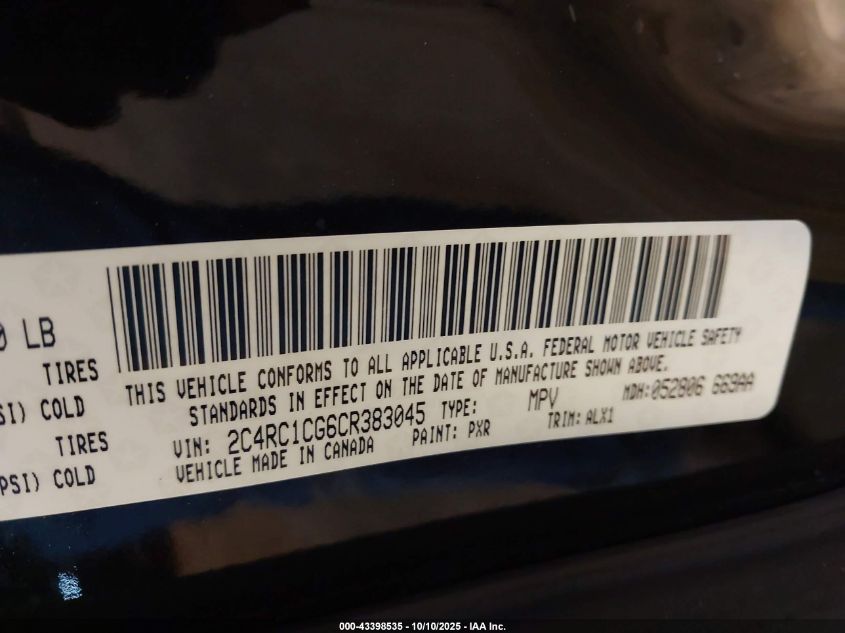 0 LB
TIRES
SI) COLD
TIRES
PSI) COLD
THIS VEHICLE CONFORMS TO ALL APPLICABLE U.S.A. FEDERAL MOTOR VEHICLE SAFETY
STANDARDS IN EFFECT ON THE DATE OF MANUFACTURE SHOWN ABOVE.
VIN: 2C4RC1CG6CR383045 TYPE: MPV MDH:052806 669AA
VEHICLE MADE IN CANADA PAINT: PXR TRIM: ALX1
000-43398535 - 10/10/2025 - IAA Inc.